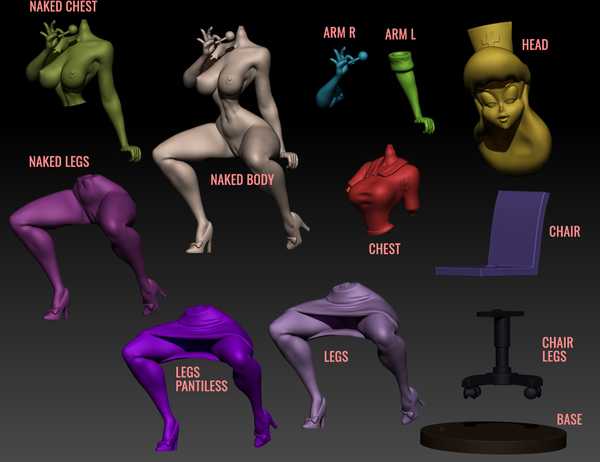 NAKED CHEST
ARM R
ARM L
HEAD
NAKED LEGS
NAKED BODY
CHEST
CHAIR
LEGS
PANTILESS
LEGS
CHAIR
LEGS
BASE